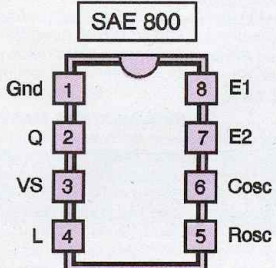 SAE 800
Gnd 1 8 E1
Q 2 7 E2
VS 3 6 Cosc
L 4 5 Rosc